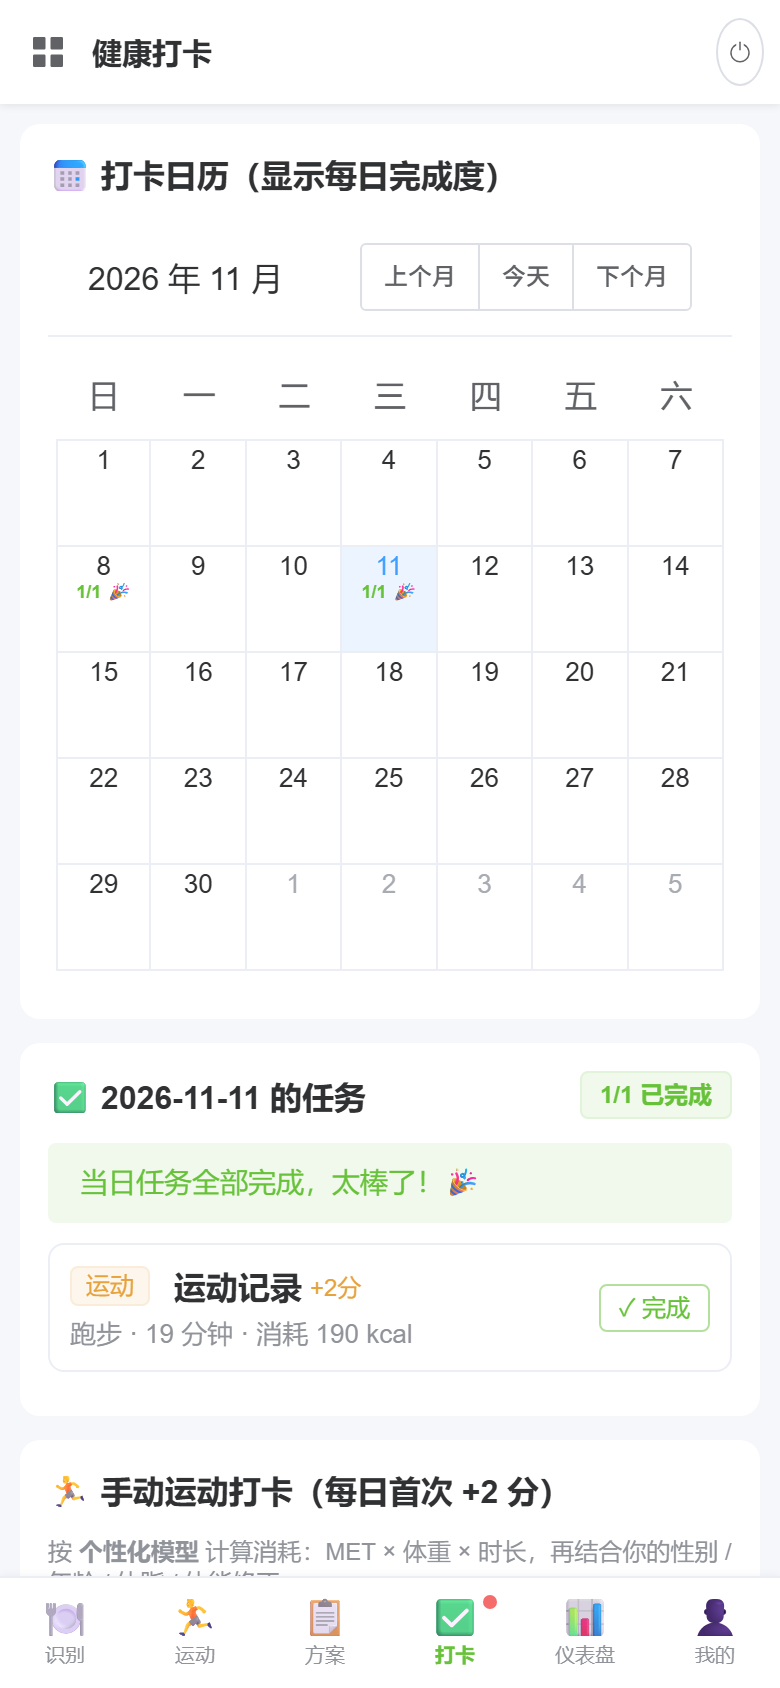 健康打卡
打卡日历（显示每日完成度）
2026 年 11 月
上个月 今天 下个月
日 一 二 三 四 五 六
1 2 3 4 5 6 7
8 9 10 11 12 13 14
1/1 🎉 1/1 🎉
15 16 17 18 19 20 21
22 23 24 25 26 27 28
29 30 1 2 3 4 5
2026-11-11 的任务 1/1 已完成
当日任务全部完成，太棒了！🎉
运动 运动记录 +2分
跑步 · 19 分钟 · 消耗 190 kcal
✓ 完成
手动运动打卡（每日首次 +2 分）
按 个性化模型 计算消耗：MET × 体重 × 时长，再结合你的性别 /
识别 运动 方案 打卡 仪表盘 我的